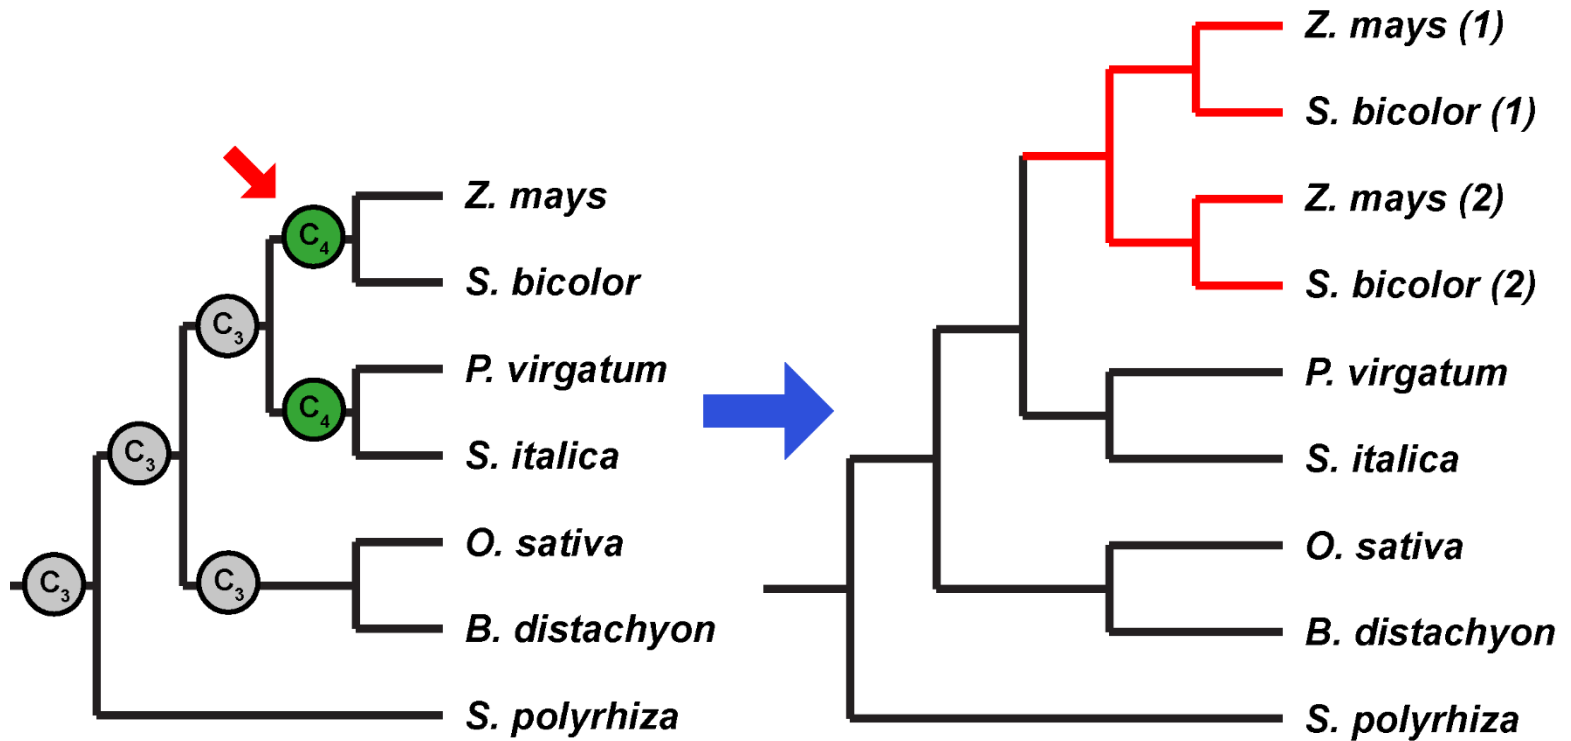 Z. mays
S. bicolor
P. virgatum
S. italica
O. sativa
B. distachyon
S. polyrhiza
C4
C3
C4
C3
C3
C3
Z. mays (1)
S. bicolor (1)
Z. mays (2)
S. bicolor (2)
P. virgatum
S. italica
O. sativa
B. distachyon
S. polyrhiza